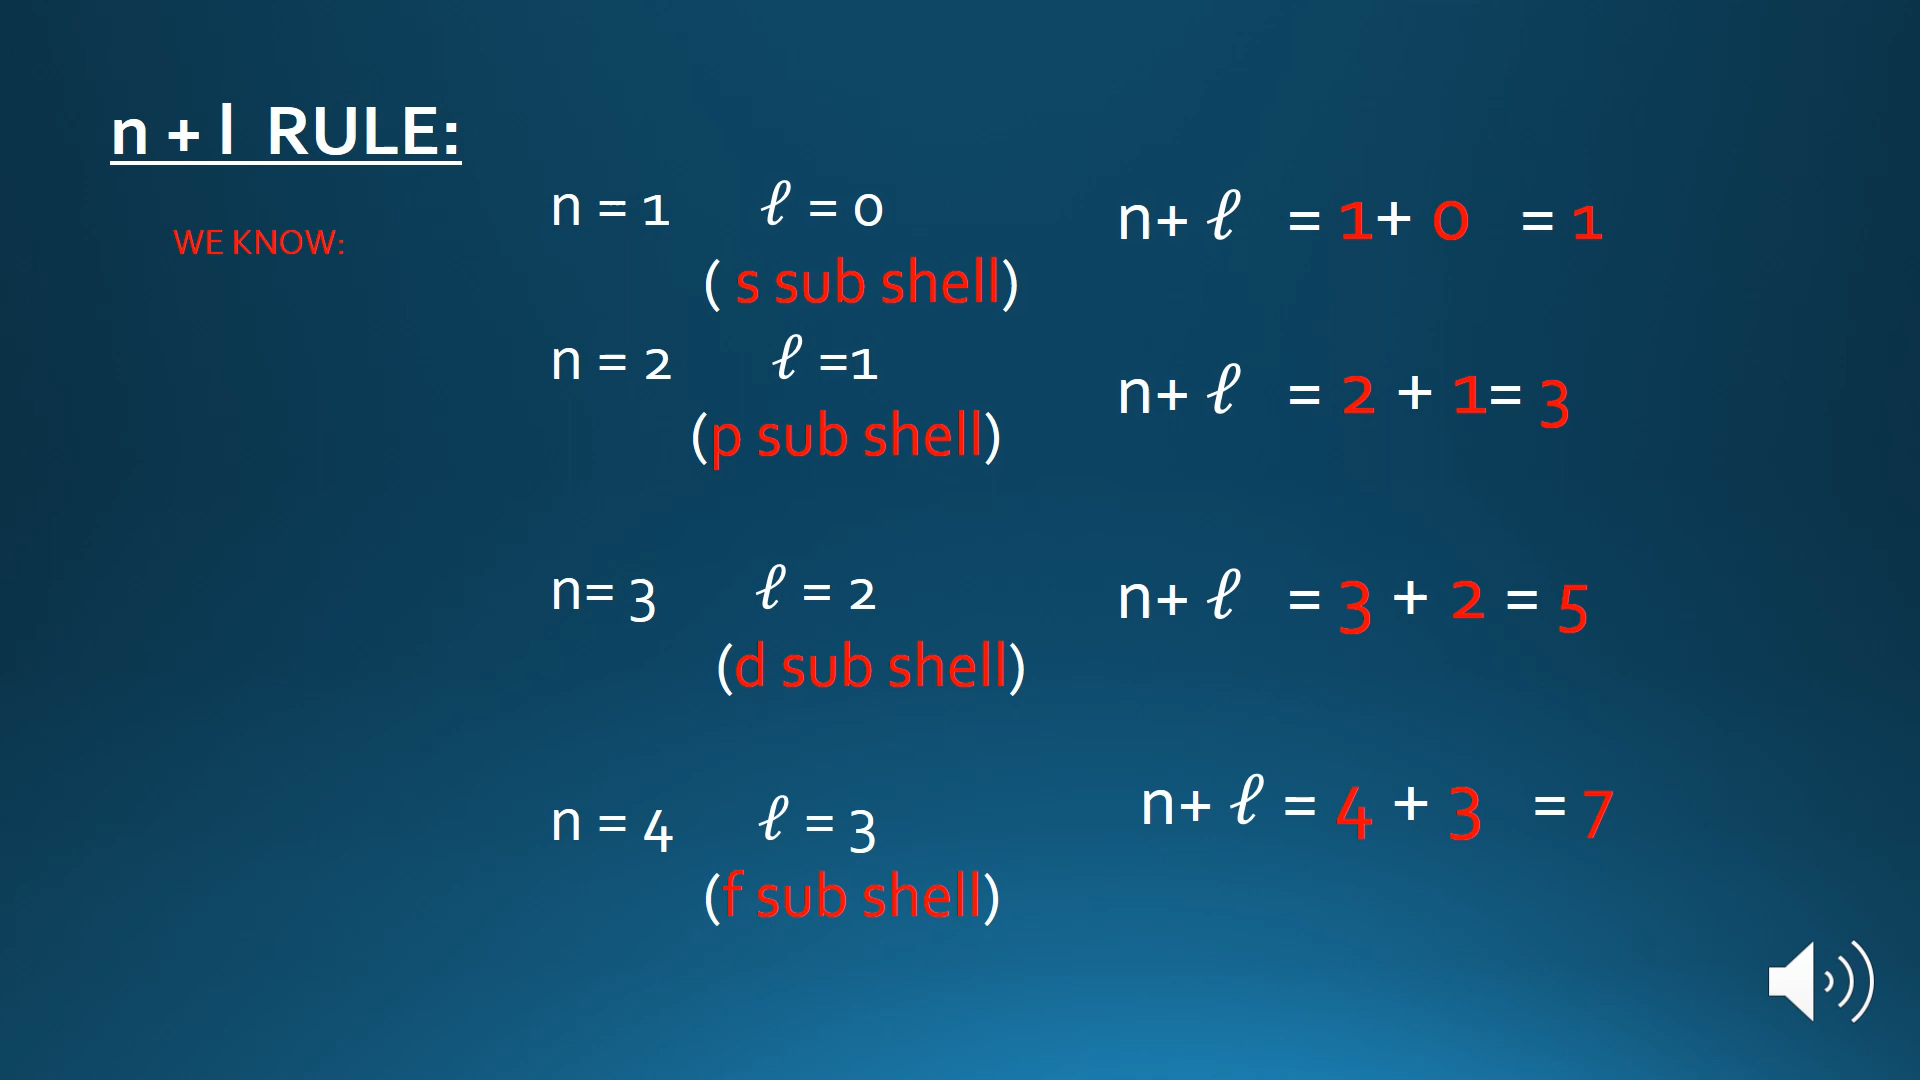 n + l RULE:
WE KNOW:
n = 1 ℓ = 0
( s sub shell)
n = 2 ℓ =1
(p sub shell)
n= 3 ℓ = 2
(d sub shell)
n = 4 ℓ = 3
(f sub shell)
n+ ℓ = 1+ 0 = 1
n+ ℓ = 2 + 1= 3
n+ ℓ = 3 + 2 = 5
n+ ℓ = 4 + 3 = 7